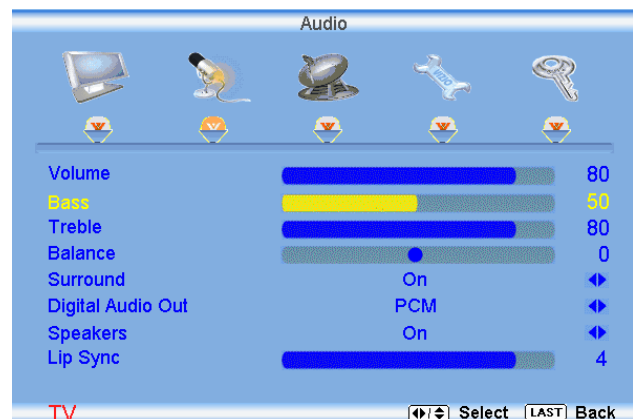 Audio
VIZIO
Volume 80
Bass 50
Treble 80
Balance 0
Surround On
Digital Audio Out PCM
Speakers On
Lip Sync 4
TV Select LAST Back